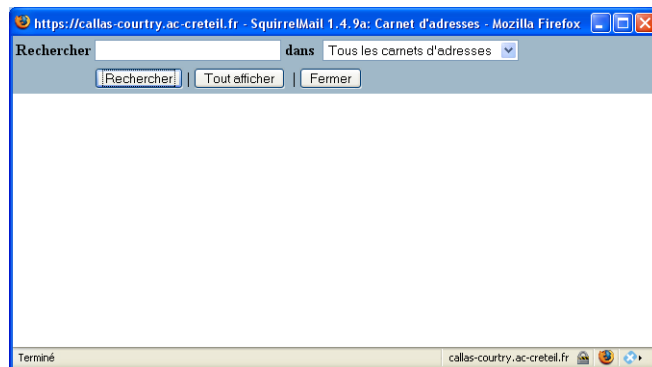 https://callas-courtry.ac-creteil.fr - SquirrelMail 1.4.9a: Carnet d'adresses - Mozilla Firefox
Rechercher dans Tous les carnets d'adresses
Rechercher | Tout afficher | Fermer
Terminé callas-courtry.ac-creteil.fr